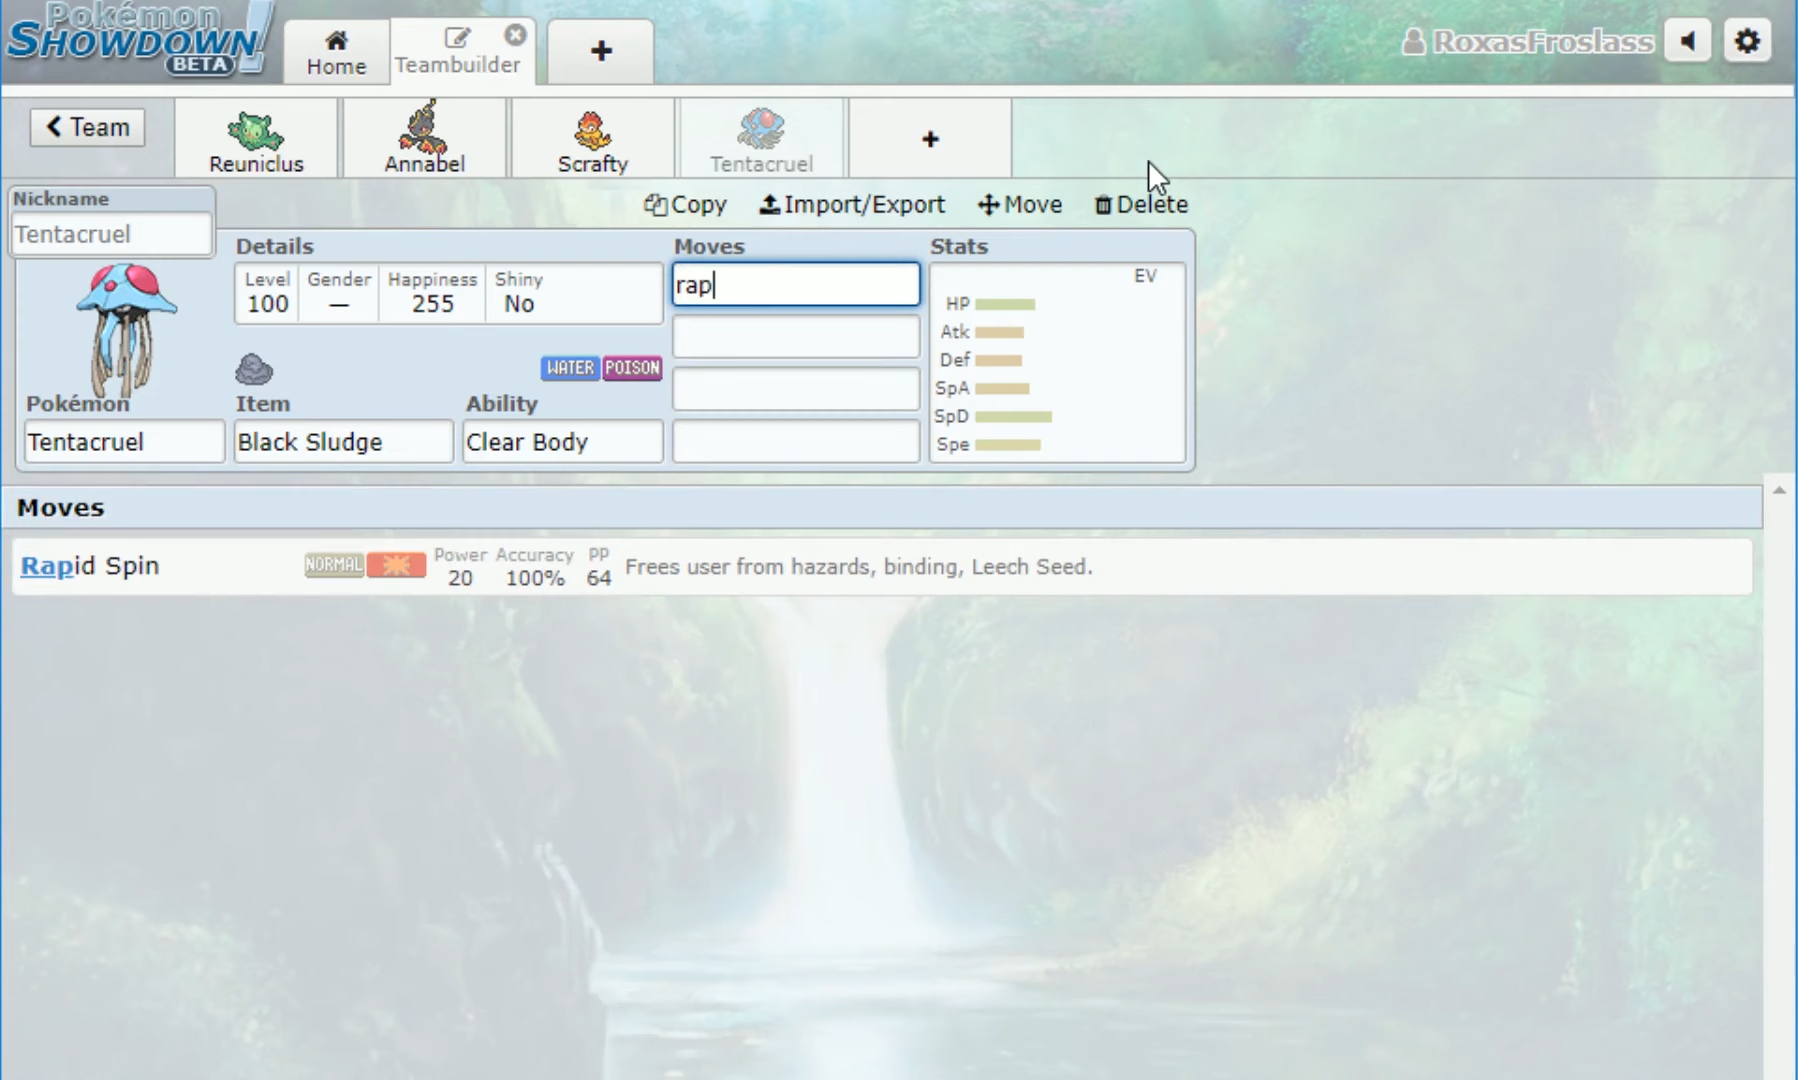 Pokémon
SHOWDOWN!
BETA
Home
Teambuilder
+
RoxasFroslass
Team
Reuniclus
Annabel
Scrafty
Tentacruel
+
Nickname
Tentacruel
Copy
Import/Export
Move
Delete
Details
Level
100
Gender
—
Happiness
255
Shiny
No
WATER
POISON
Pokémon
Tentacruel
Item
Black Sludge
Ability
Clear Body
Moves
rap
Stats
EV
HP
Atk
Def
SpA
SpD
Spe
Moves
Rapid Spin
NORMAL
Power
20
Accuracy
100%
PP
64
Frees user from hazards, binding, Leech Seed.